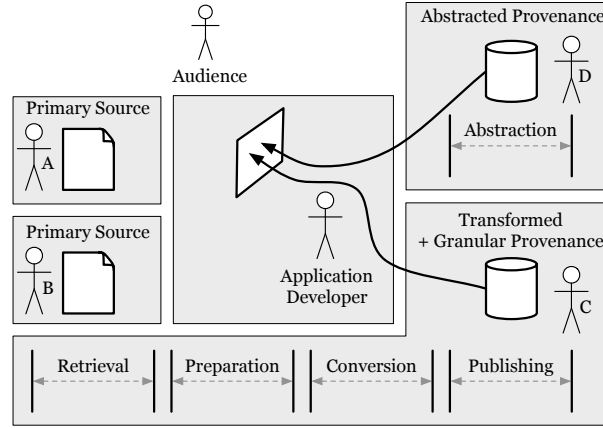 Audience
Abstracted Provenance
D
Abstraction
Primary Source
A
Primary Source
B
Application
Developer
Transformed
+ Granular Provenance
C
Retrieval
Preparation
Conversion
Publishing